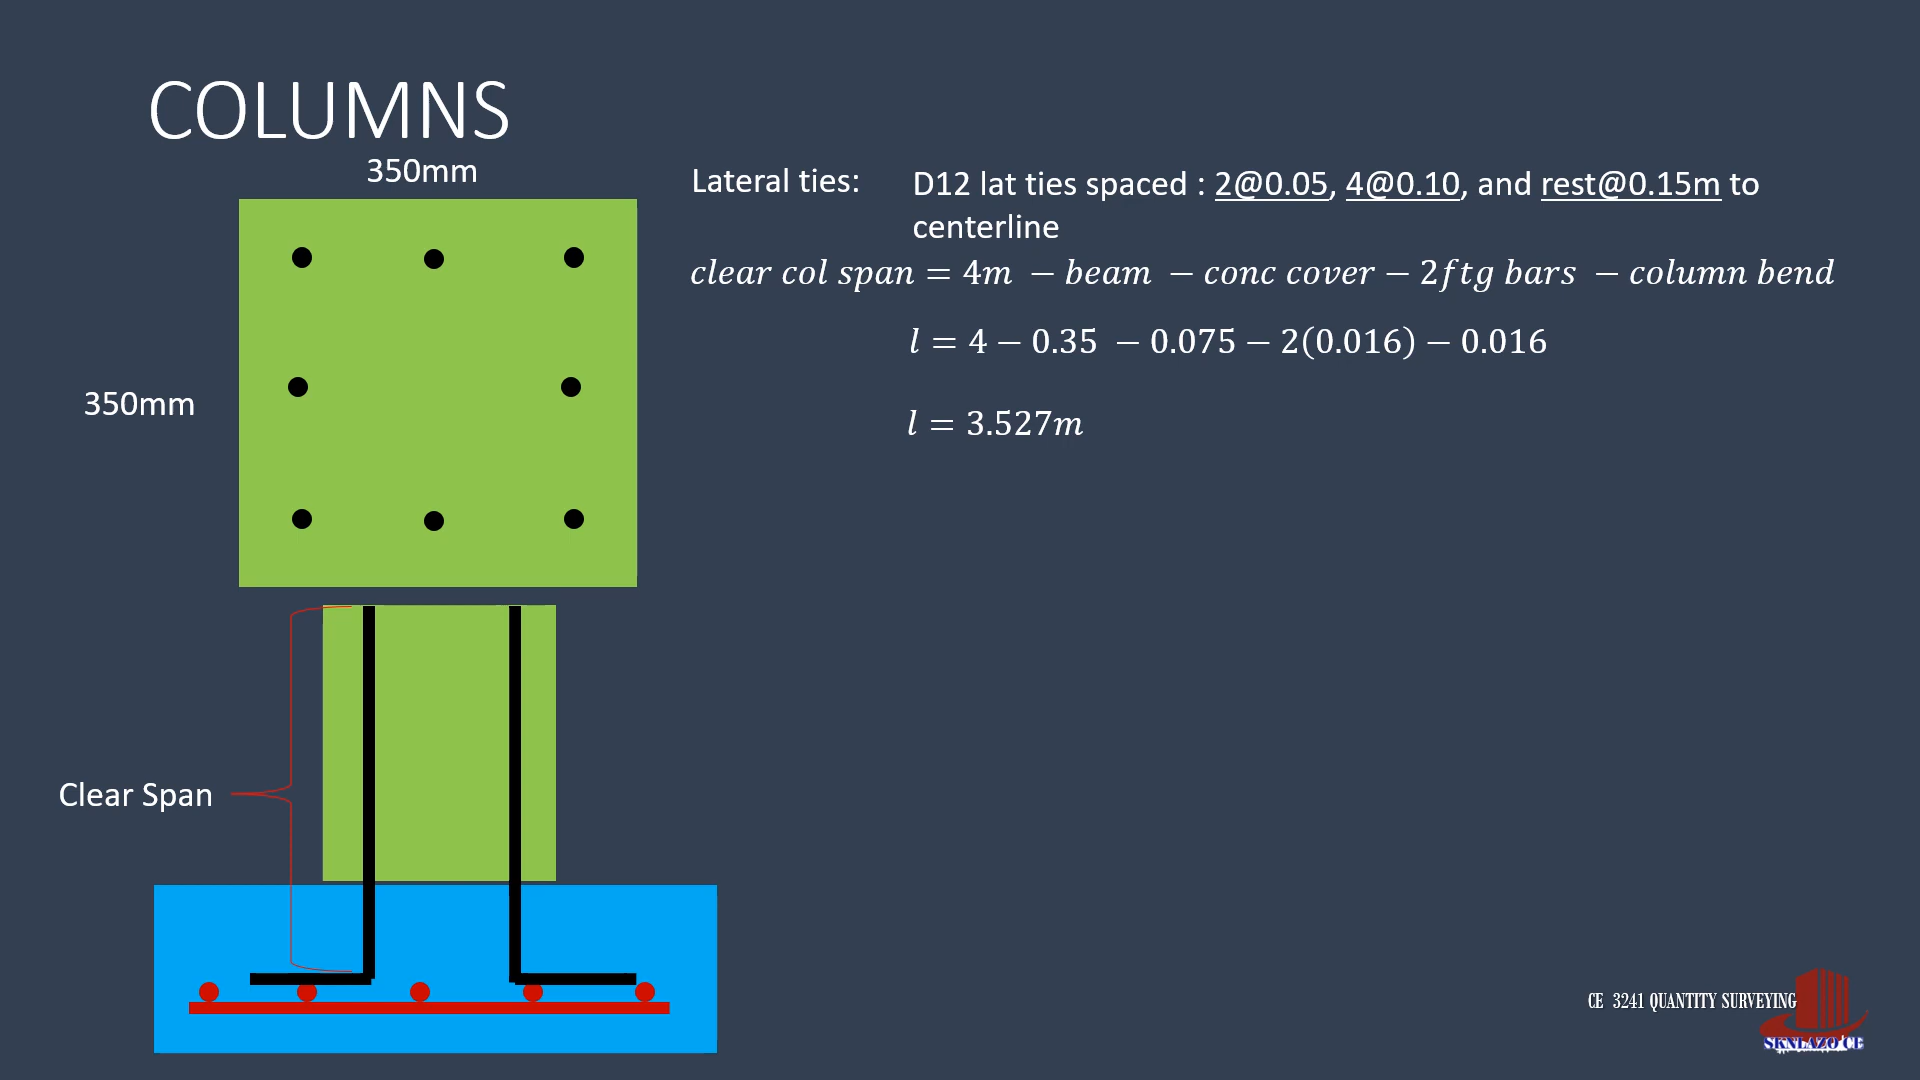 COLUMNS
350mm
Lateral ties:
D12 lat ties spaced : 2@0.05, 4@0.10, and rest@0.15m to
centerline
clear col span = 4m − beam − conc cover − 2ftg bars − column bend
l = 4 − 0.35 − 0.075 − 2(0.016) − 0.016
350mm
l = 3.527m
Clear Span
CE 3241 QUANTITY SURVEYING
SKNLAZO CE